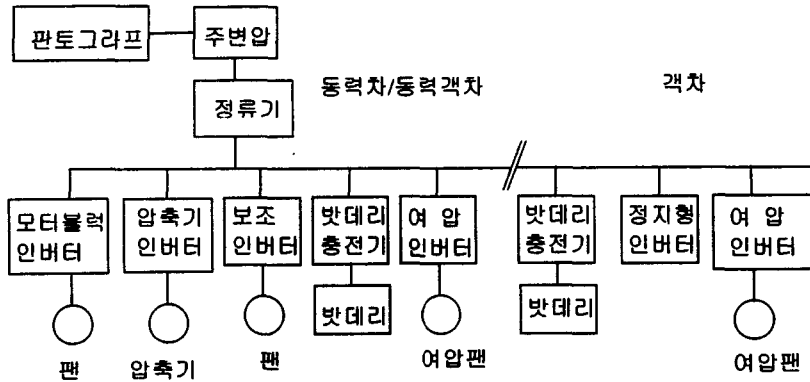 판토그라프
주변압
정류기
동력차/동력객차
객차
모터블럭
인버터
압축기
인버터
보조
인버터
밧데리
충전기
여 압
인버터
밧데리
충전기
정지형
인버터
여 압
인버터
밧데리
밧데리
팬
압축기
팬
여압팬
여압팬